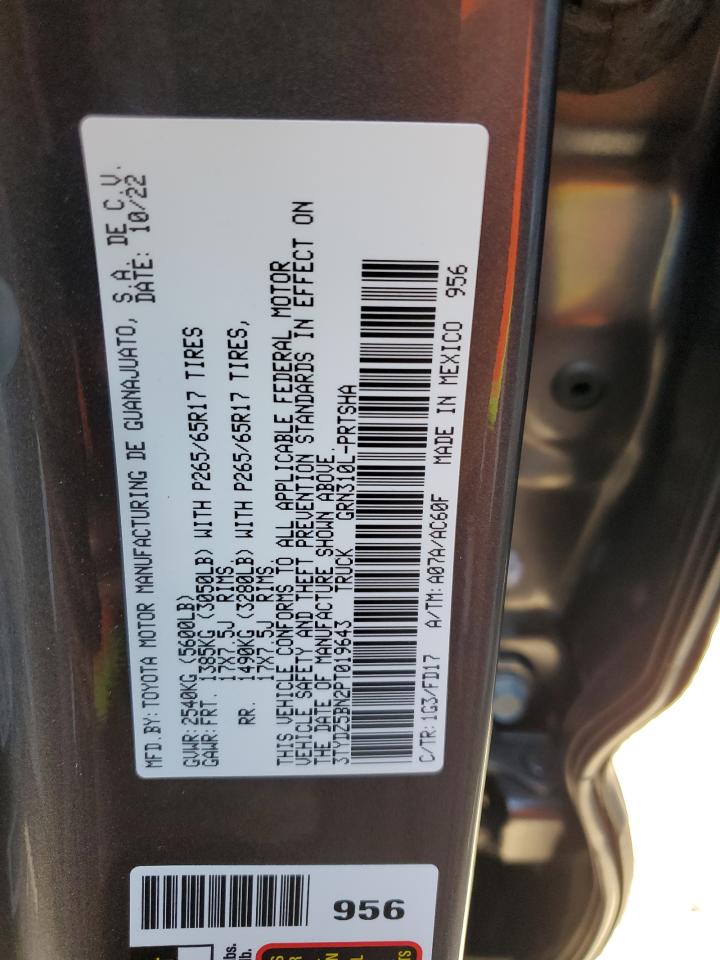 MFD.BY:TOYOTA MOTOR MANUFACTURING DE GUANAJUATO, S.A. DE C.V.
DATE: 10/22
GVWR:2540KG (5600LB)
GAWR:FRT. 1385KG (3050LB) WITH P265/65R17 TIRES
17X7.5J RIMS.
RR. 1490KG (3280LB) WITH P265/65R17 TIRES,
17X7.5J RIMS.
THIS VEHICLE CONFORMS TO ALL APPLICABLE FEDERAL MOTOR
VEHICLE SAFETY AND THEFT PREVENTION STANDARDS IN EFFECT ON
THE DATE OF MANUFACTURE SHOWN ABOVE.
3TYDZ5BN2PT019643 TRUCK GRN310L-PRTSHA
C/TR:1G3/FD17 A/TM:A07A/AC60F MADE IN MEXICO 956
956
lbs.
lb.